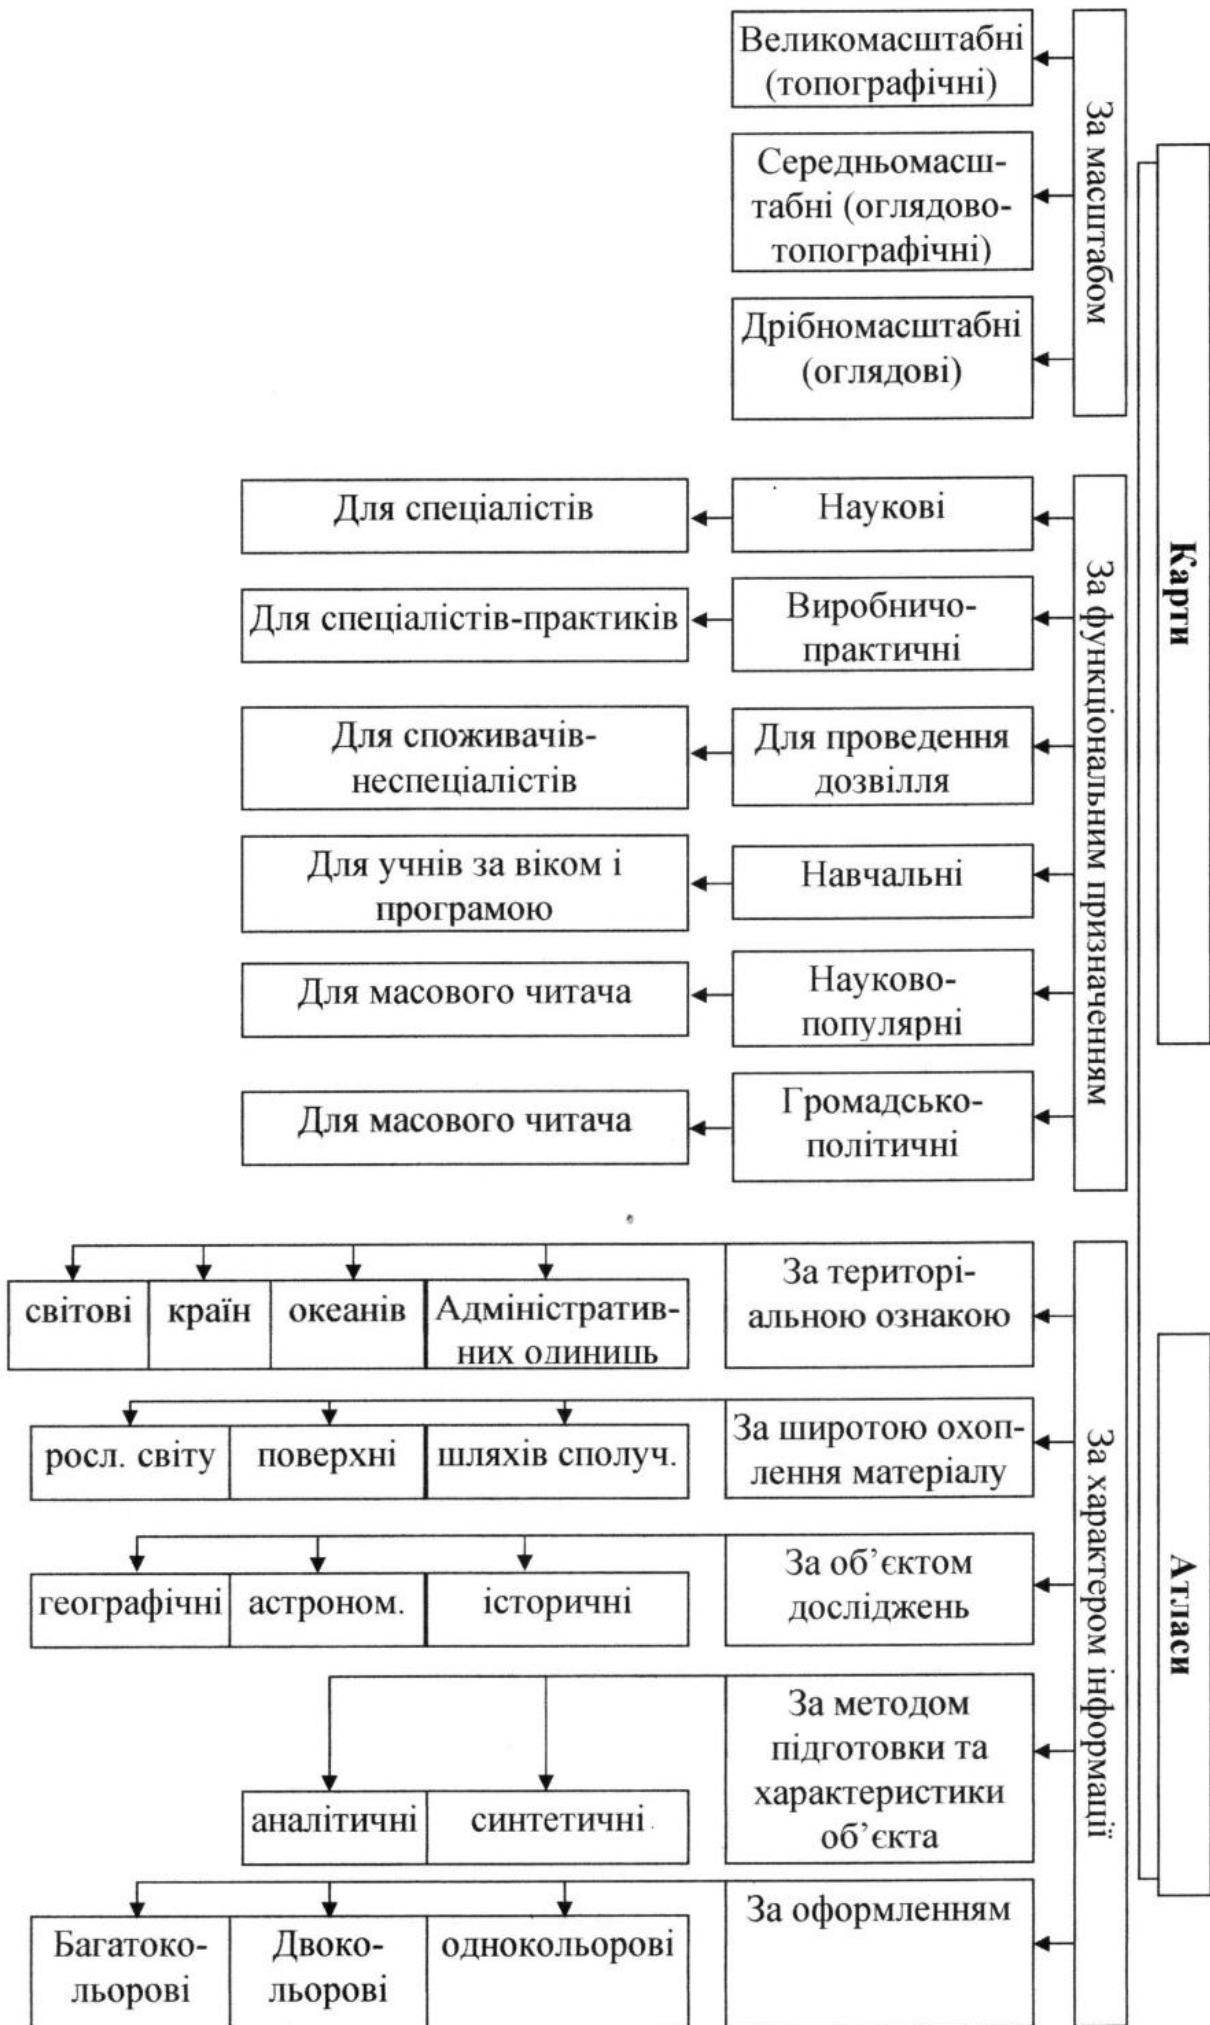 Карти
Атласи
За масштабом
Великомасштабні
(топографічні)
Середньомасш-
табні (оглядово-
топографічні)
Дрібномасштабні
(оглядові)
За функціональним призначенням
Наукові
Для спеціалістів
Виробничо-
практичні
Для спеціалістів-практиків
Для проведення
дозвілля
Для споживачів-
неспеціалістів
Навчальні
Для учнів за віком і
програмою
Науково-
популярні
Для масового читача
Громадсько-
політичні
Для масового читача
За характером інформації
За територі-
альною ознакою
світові
країн
океанів
Адміністратив-
них одиниць
За широтою охоп-
лення матеріалу
росл. світу
поверхні
шляхів сполуч.
За об’єктом
досліджень
географічні
астроном.
історичні
За методом
підготовки та
характеристики
об’єкта
аналітичні
синтетичні
За оформленням
Багатоко-
льорові
Двоко-
льорові
однокольорові